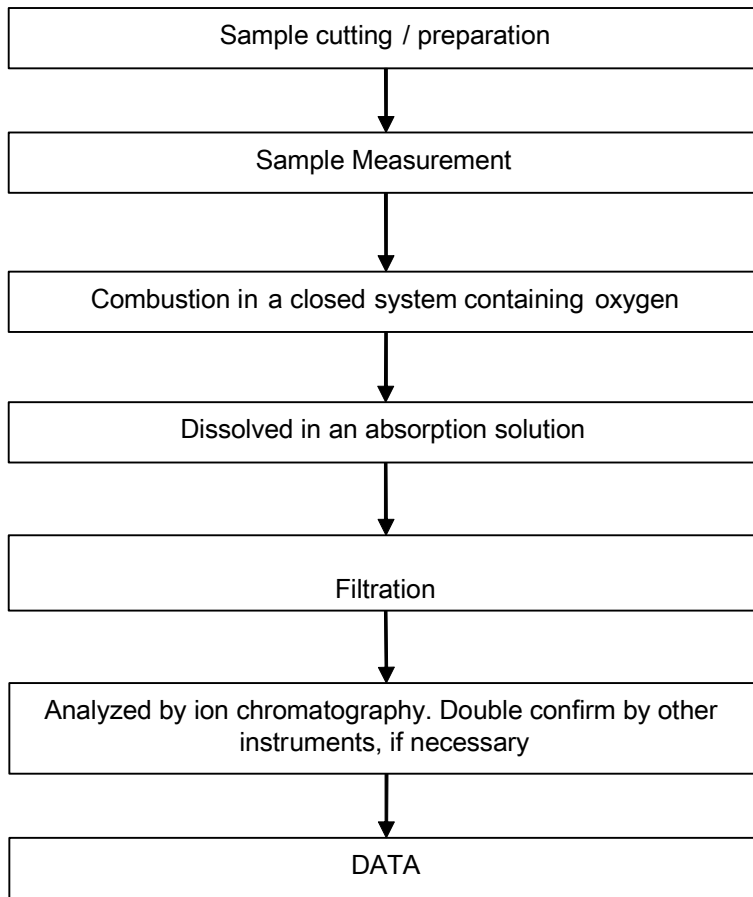 Sample cutting / preparation
Sample Measurement
Combustion in a closed system containing oxygen
Dissolved in an absorption solution
Filtration
Analyzed by ion chromatography. Double confirm by other
instruments, if necessary
DATA